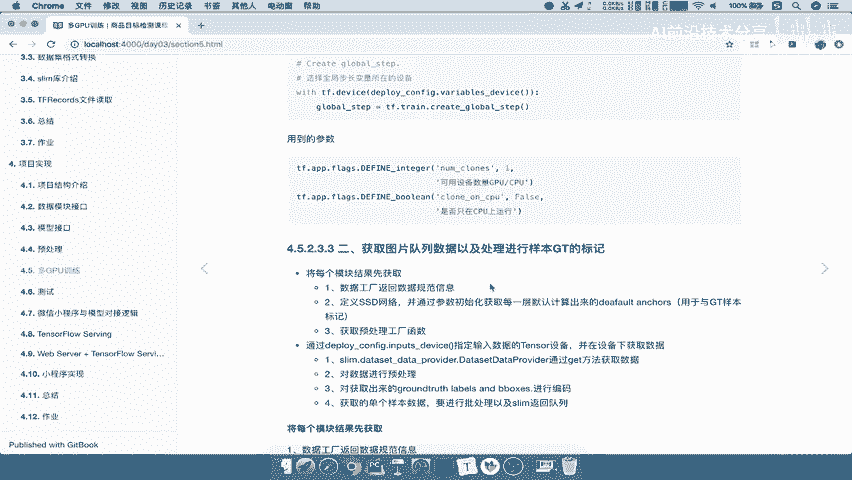 Chrome 文件 修改 视图 历史记录 书签 其他人 电动窗 帮助
100%
多GPU训练 | 商品目标检测课程
localhost:4000/day03/section5.html
AI前沿技术分享
3.3. 数据集格式转换
3.4. slim库介绍
3.5. TFRecords文件读取
3.6. 总结
3.7. 作业
4. 项目实现
4.1. 项目结构介绍
4.2. 数据模块接口
4.3. 模型接口
4.4. 预处理
4.5. 多GPU训练
4.6. 测试
4.7. 微信小程序与模型对接逻辑
4.8. TensorFlow Serving
4.9. Web Server + TensorFlow Servi...
4.10. 小程序实现
4.11. 总结
4.12. 作业
Published with GitBook
# Create global_step.
# 选择全局步长变量所在的设备
with tf.device(deploy_config.variables_device()):
global_step = tf.train.create_global_step()
用到的参数
tf.app.flags.DEFINE_integer('num_clones', 1,
'可用设备数量GPU/CPU')
tf.app.flags.DEFINE_boolean('clone_on_cpu', False,
'是否只在CPU上运行')
4.5.2.3.3 二、获取图片队列数据以及处理进行样本GT的标记
• 将每个模块结果先获取
1、数据工厂返回数据规范信息
2、定义SSD网络，并通过参数初始化获取每一层默认计算出来的deafault anchors（用于与GT样本
标记）
3、获取预处理工厂函数
• 通过deploy_config.inputs_device()指定输入数据的Tensor设备，并在设备下获取数据
1、slim.dataset_data_provider.DatasetDataProvider通过get方法获取数据
2、对数据进行预处理
3、对获取出来的groundtruth labels and bboxes.进行编码
4、获取的单个样本数据，要进行批处理以及slim返回队列
将每个模块结果先获取
1、数据工厂返回数据规范信息